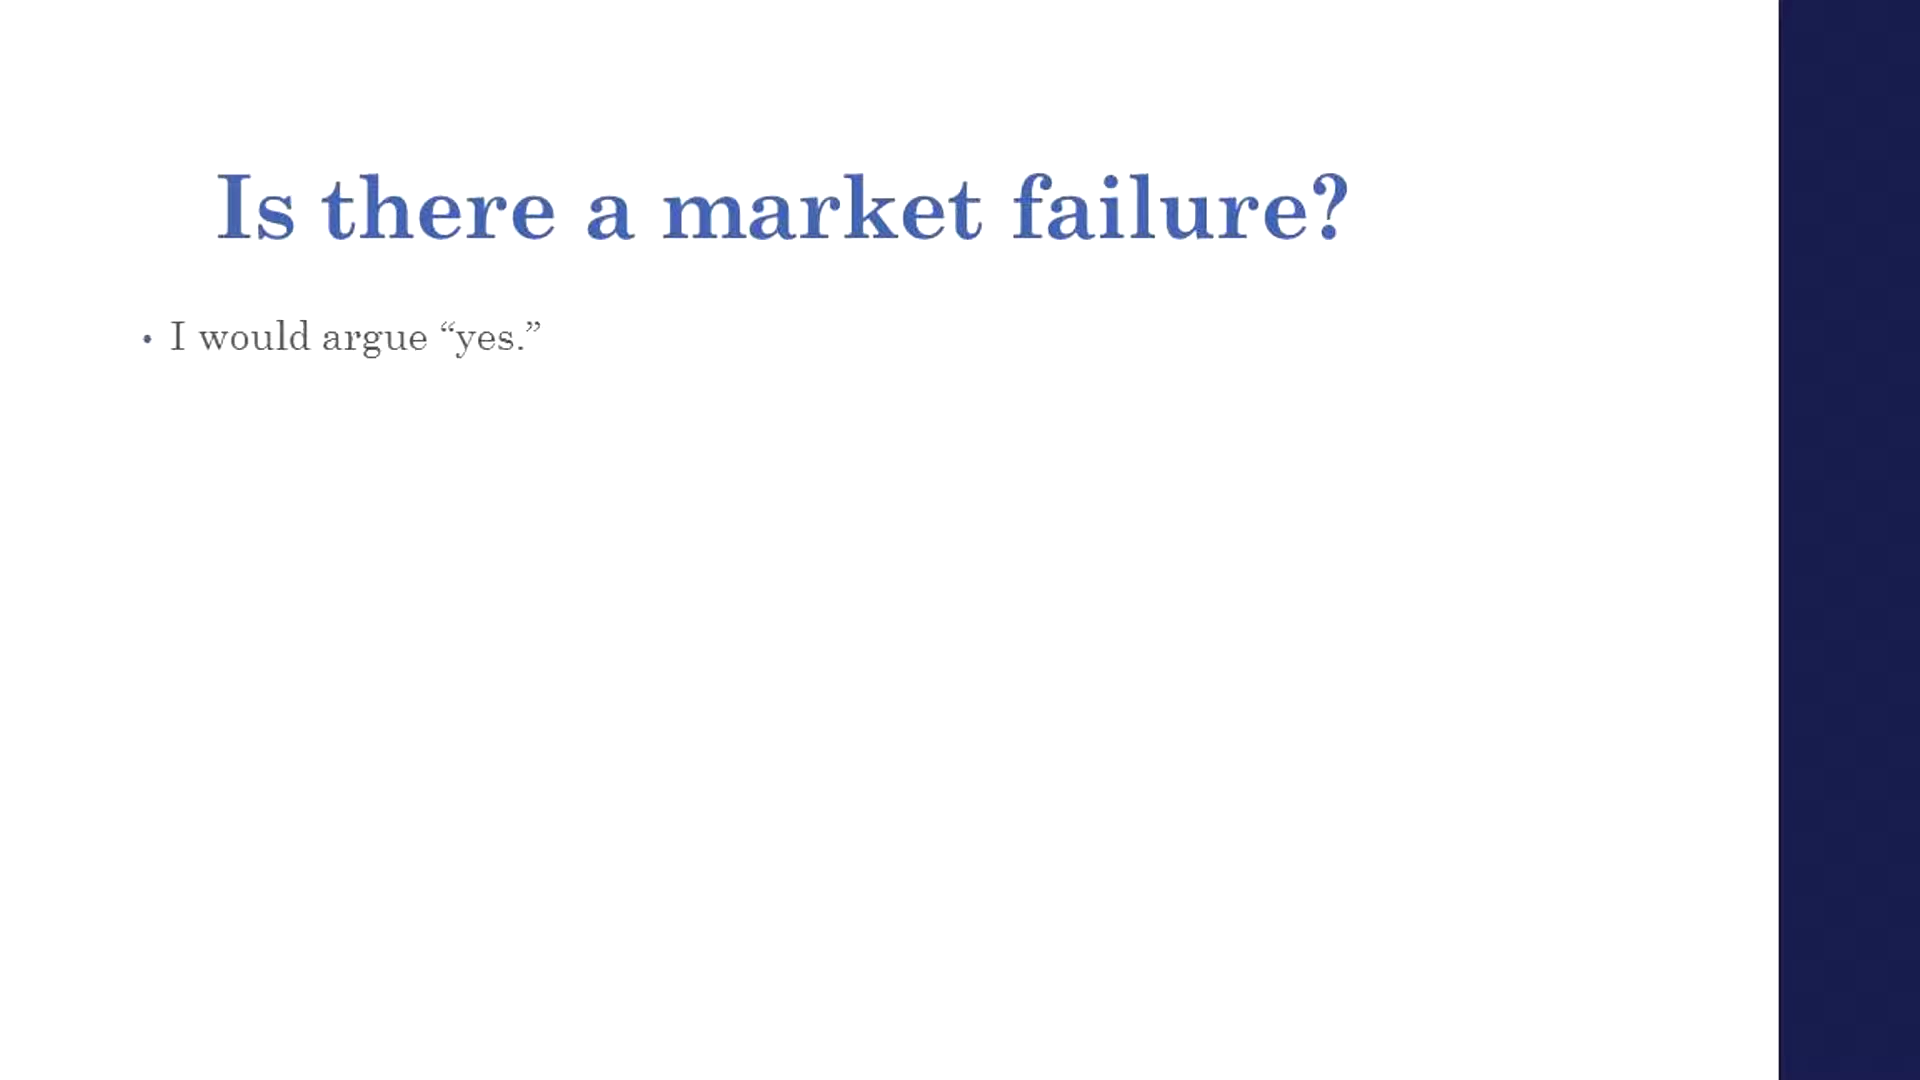 Is there a market failure?
• I would argue “yes.”